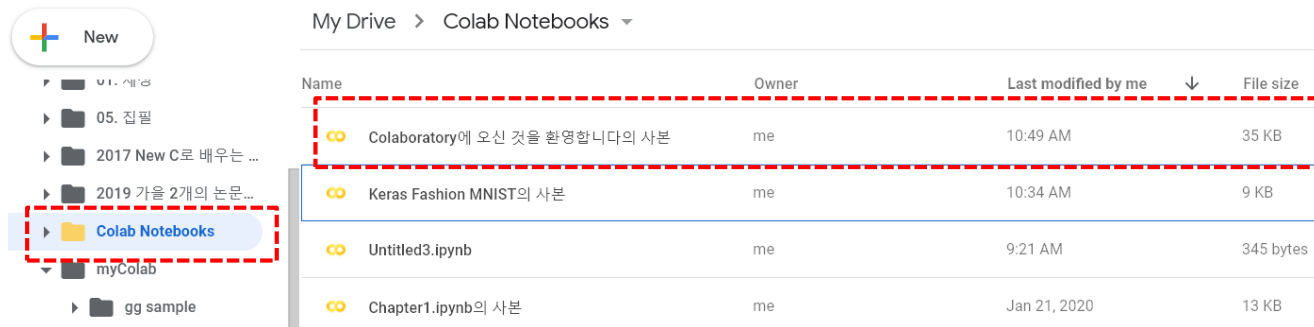 New
01. 재능
05. 집필
2017 New C로 배우는 ...
2019 가을 2개의 논문...
Colab Notebooks
myColab
gg sample
My Drive > Colab Notebooks
Name Owner Last modified by me File size
Colaboratory에 오신 것을 환영합니다의 사본 me 10:49 AM 35 KB
Keras Fashion MNIST의 사본 me 10:34 AM 9 KB
Untitled3.ipynb me 9:21 AM 345 bytes
Chapter1.ipynb의 사본 me Jan 21, 2020 13 KB